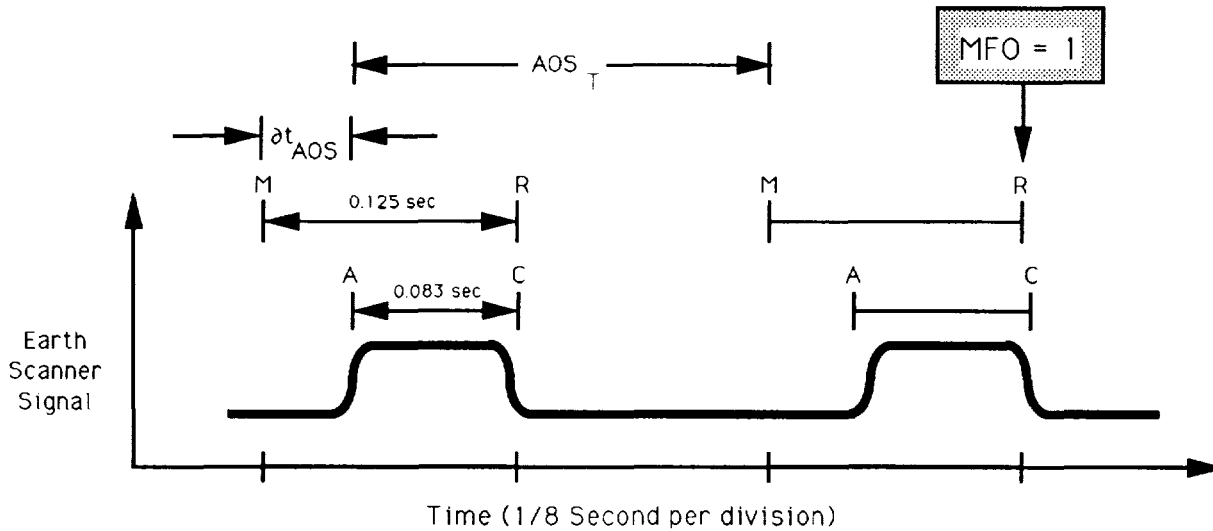 MFO = 1
AOS T
∂t AOS
M R M R
0.125 sec
A C A C
0.083 sec
Earth
Scanner
Signal
Time (1/8 Second per division)